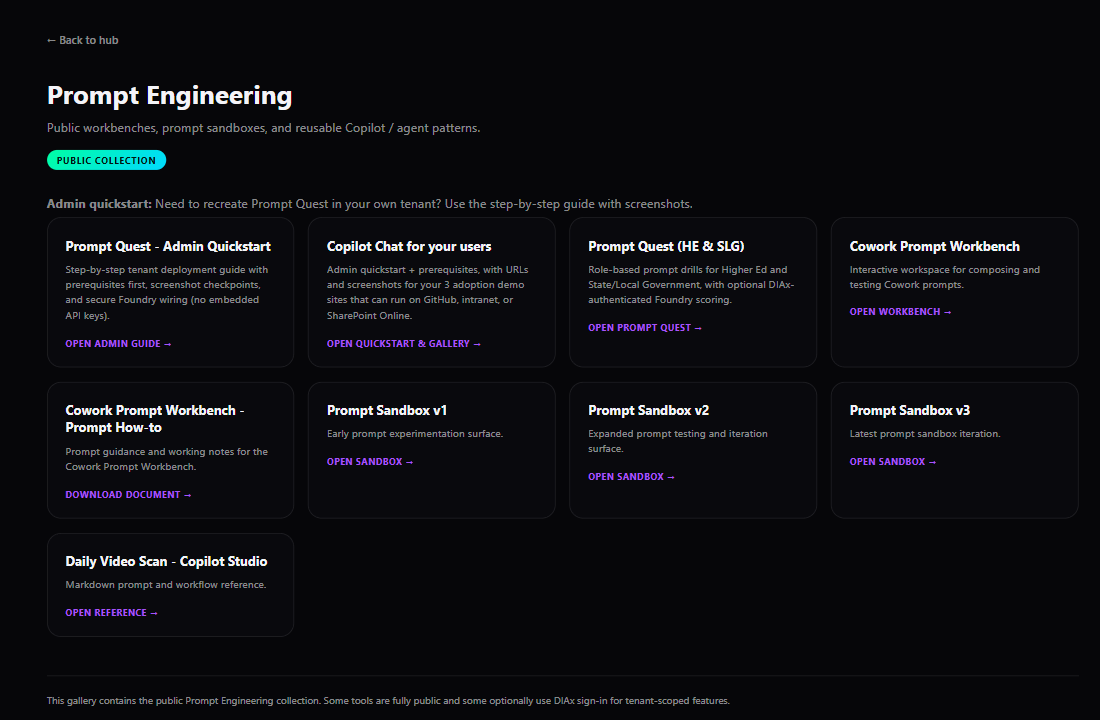 ← Back to hub
Prompt Engineering
Public workbenches, prompt sandboxes, and reusable Copilot / agent patterns.
PUBLIC COLLECTION
Admin quickstart: Need to recreate Prompt Quest in your own tenant? Use the step-by-step guide with screenshots.
Prompt Quest - Admin Quickstart
Step-by-step tenant deployment guide with
prerequisites first, screenshot checkpoints,
and secure Foundry wiring (no embedded
API keys).
OPEN ADMIN GUIDE →
Copilot Chat for your users
Admin quickstart + prerequisites, with URLs
and screenshots for your 3 adoption demo
sites that can run on GitHub, intranet, or
SharePoint Online.
OPEN QUICKSTART & GALLERY →
Prompt Quest (HE & SLG)
Role-based prompt drills for Higher Ed and
State/Local Government, with optional DIAx-
authenticated Foundry scoring.
OPEN PROMPT QUEST →
Cowork Prompt Workbench
Interactive workspace for composing and
testing Cowork prompts.
OPEN WORKBENCH →
Cowork Prompt Workbench -
Prompt How-to
Prompt guidance and working notes for the
Cowork Prompt Workbench.
DOWNLOAD DOCUMENT →
Prompt Sandbox v1
Early prompt experimentation surface.
OPEN SANDBOX →
Prompt Sandbox v2
Expanded prompt testing and iteration
surface.
OPEN SANDBOX →
Prompt Sandbox v3
Latest prompt sandbox iteration.
OPEN SANDBOX →
Daily Video Scan - Copilot Studio
Markdown prompt and workflow reference.
OPEN REFERENCE →
This gallery contains the public Prompt Engineering collection. Some tools are fully public and some optionally use DIAx sign-in for tenant-scoped features.